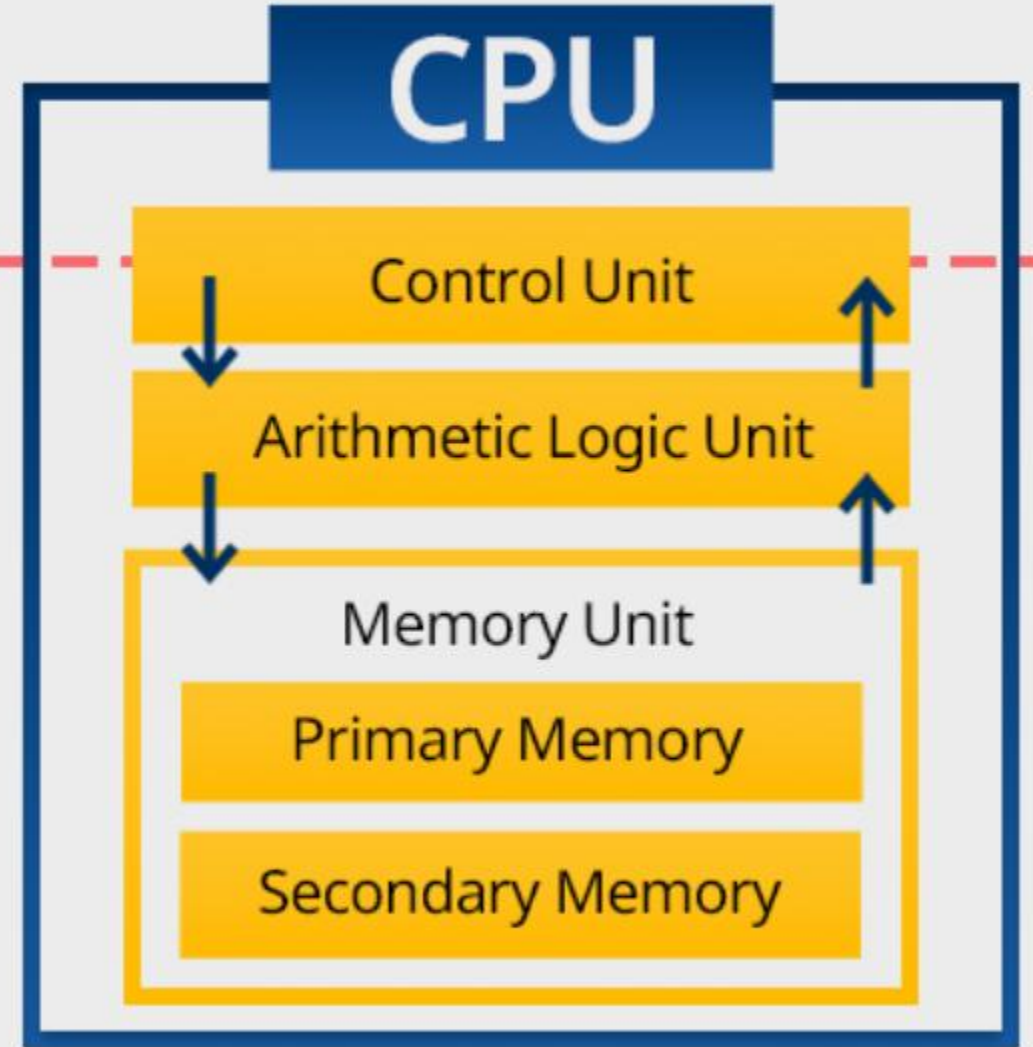 CPU
Control Unit
Arithmetic Logic Unit
Memory Unit
Primary Memory
Secondary Memory